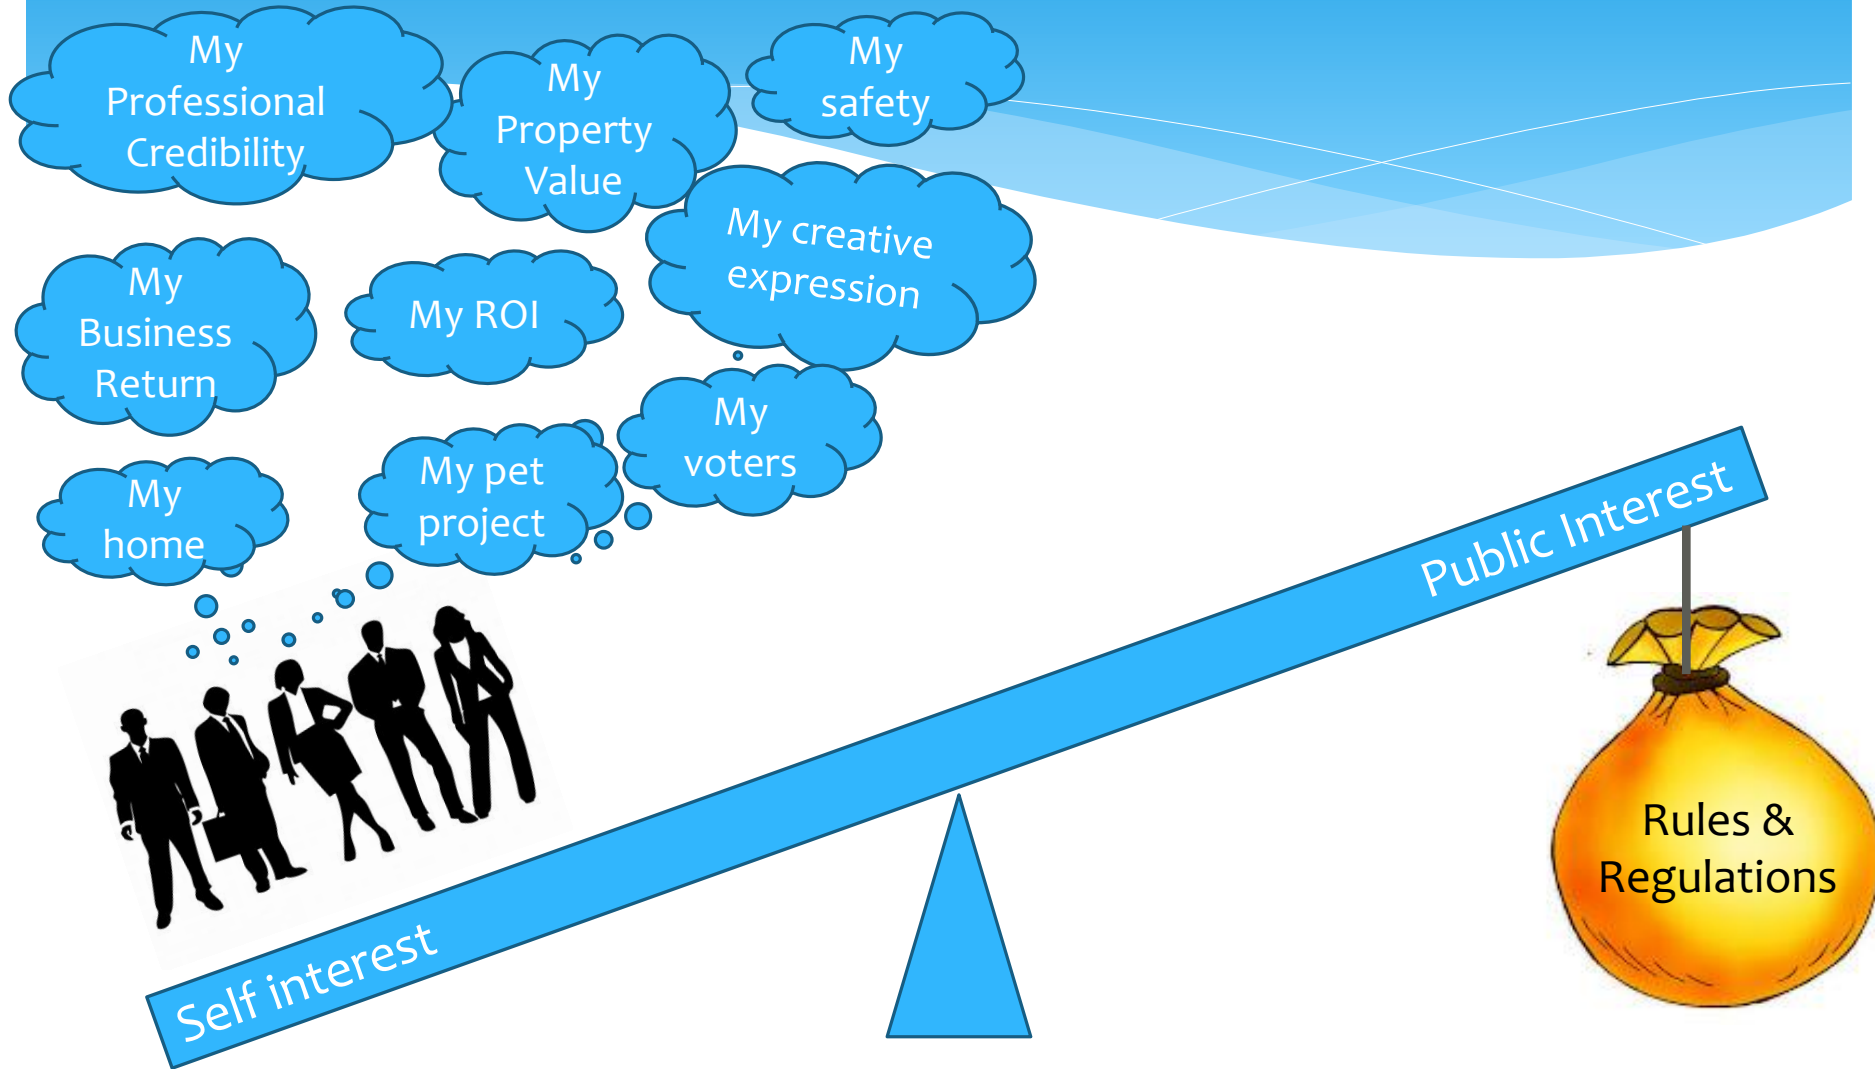 My
Professional
Credibility
My
Property
Value
My
safety
My creative
expression
My
Business
Return
My ROI
My
voters
My
home
My pet
project
Public Interest
Rules &
Regulations
Self interest